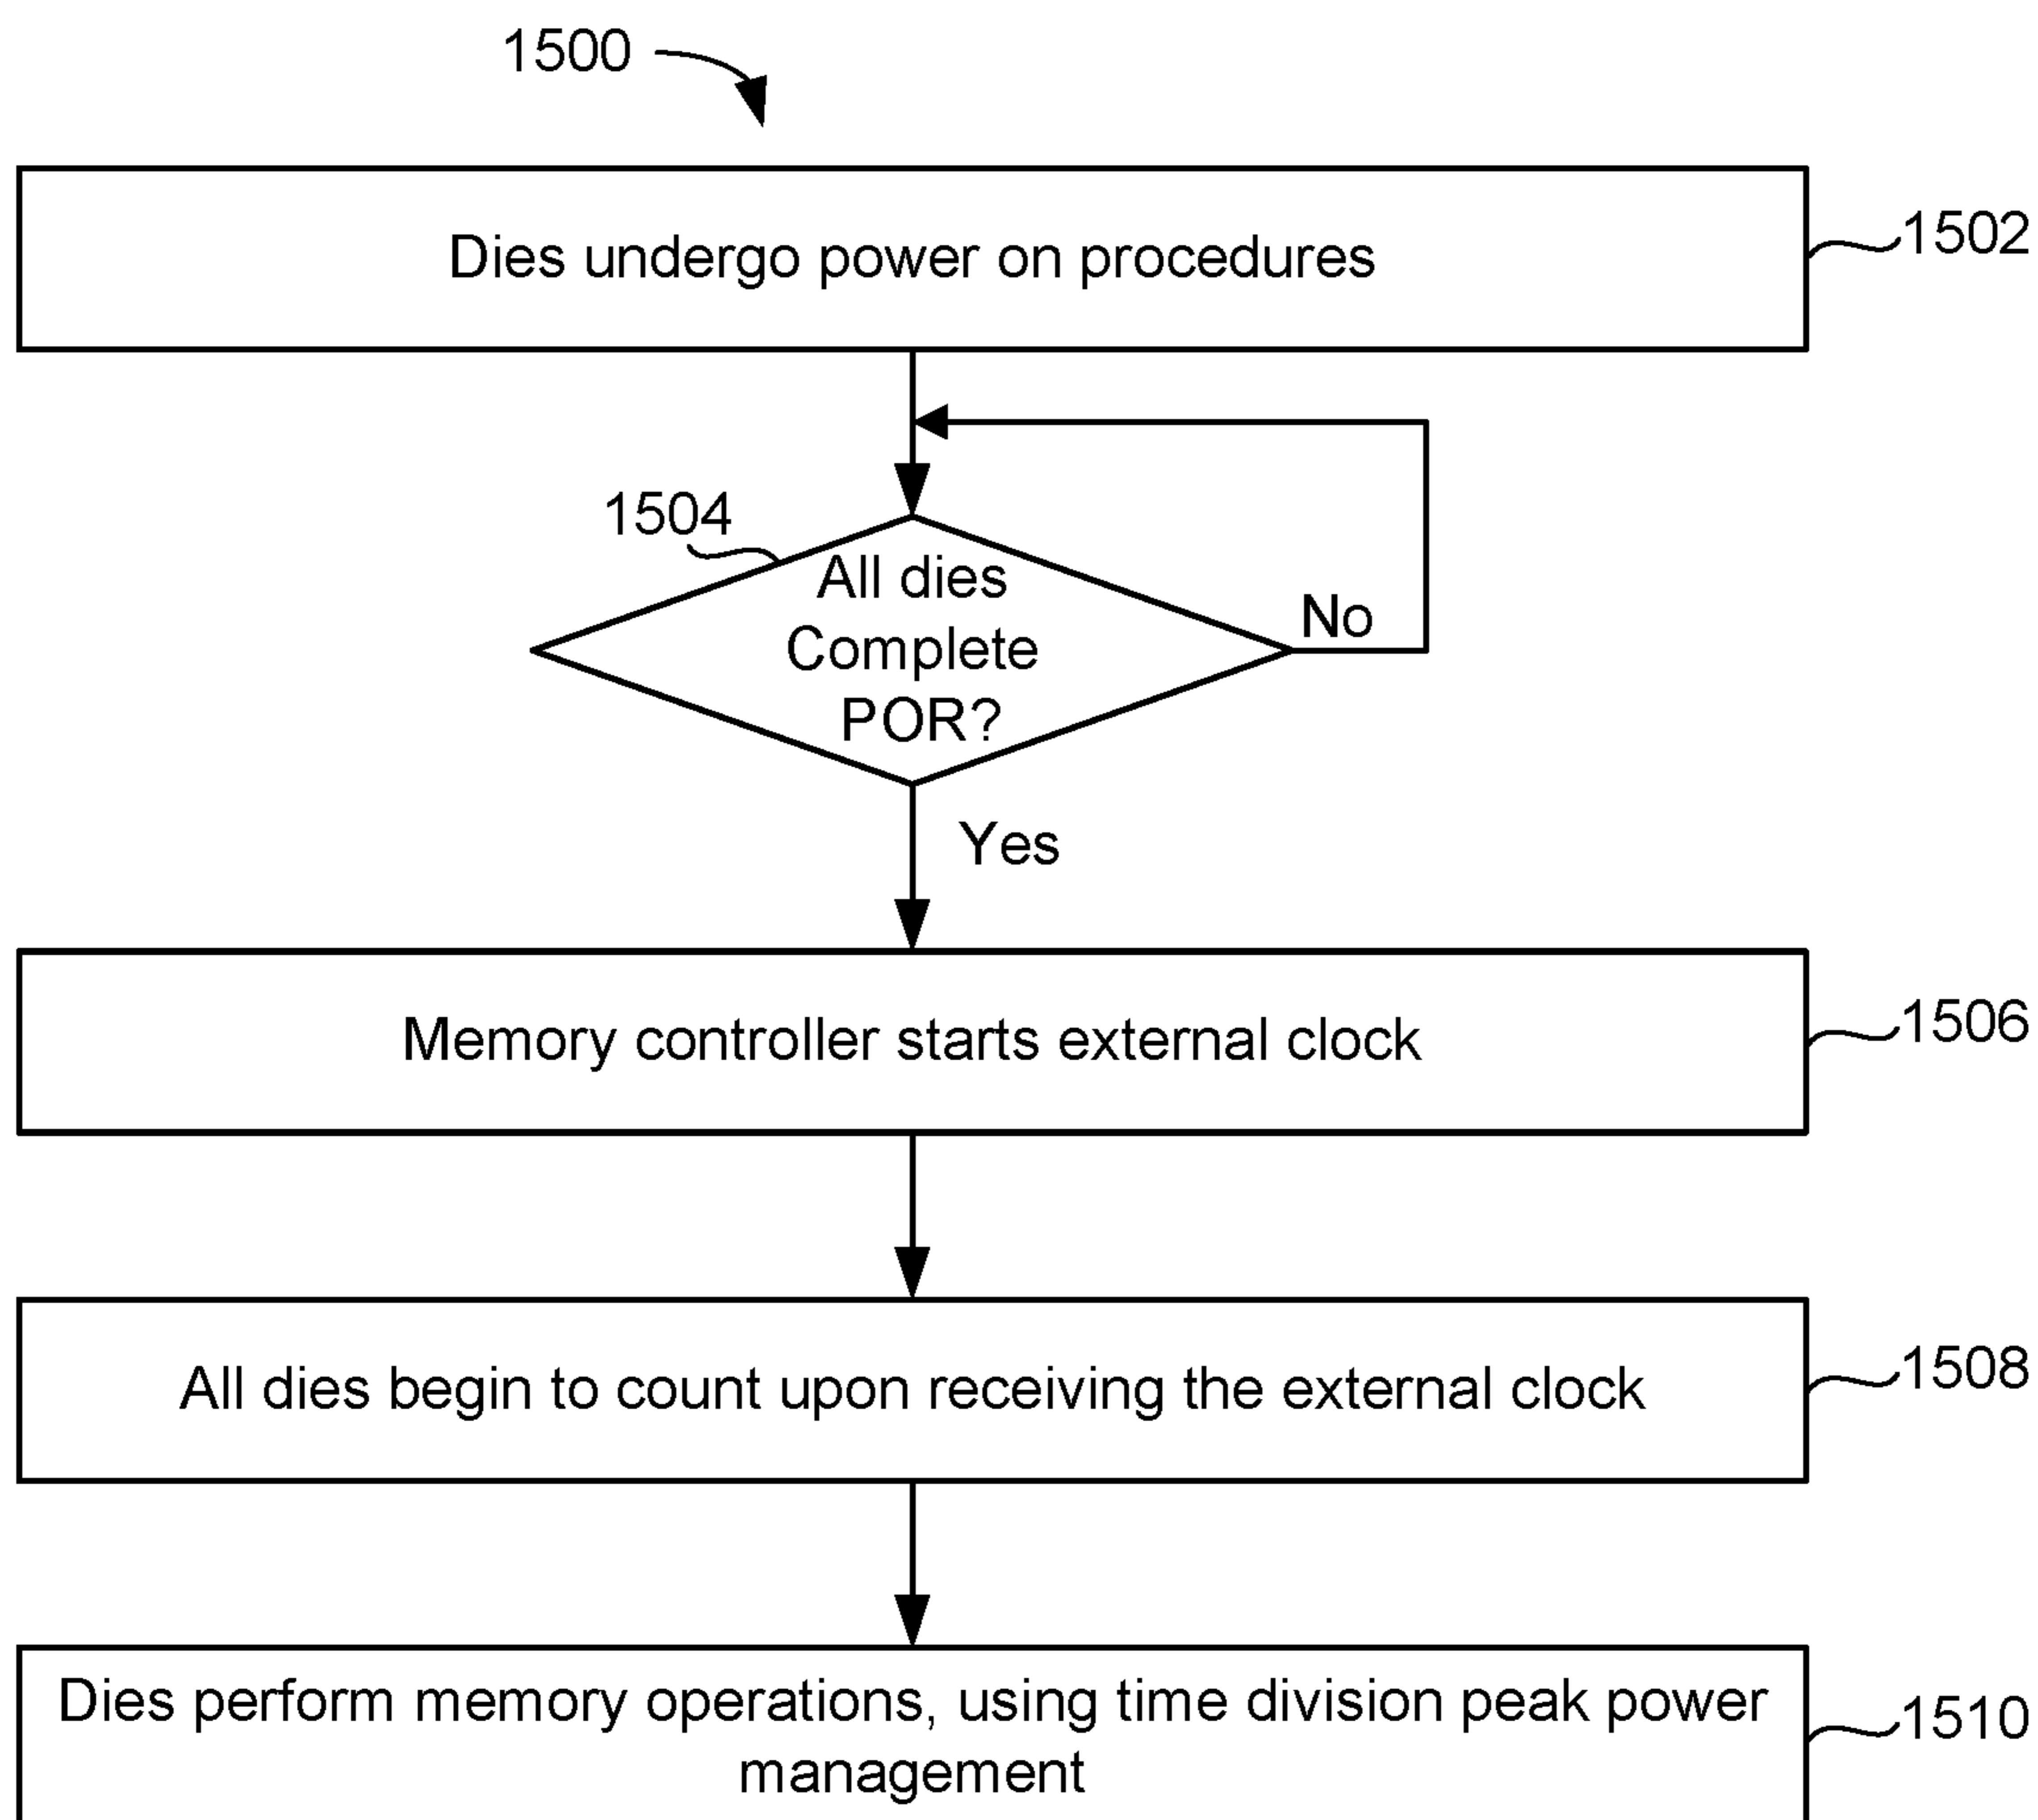 1500
Dies undergo power on procedures
1502
1504
All dies
Complete
POR?
No
Yes
Memory controller starts external clock
1506
All dies begin to count upon receiving the external clock
1508
Dies perform memory operations, using time division peak power
management
1510